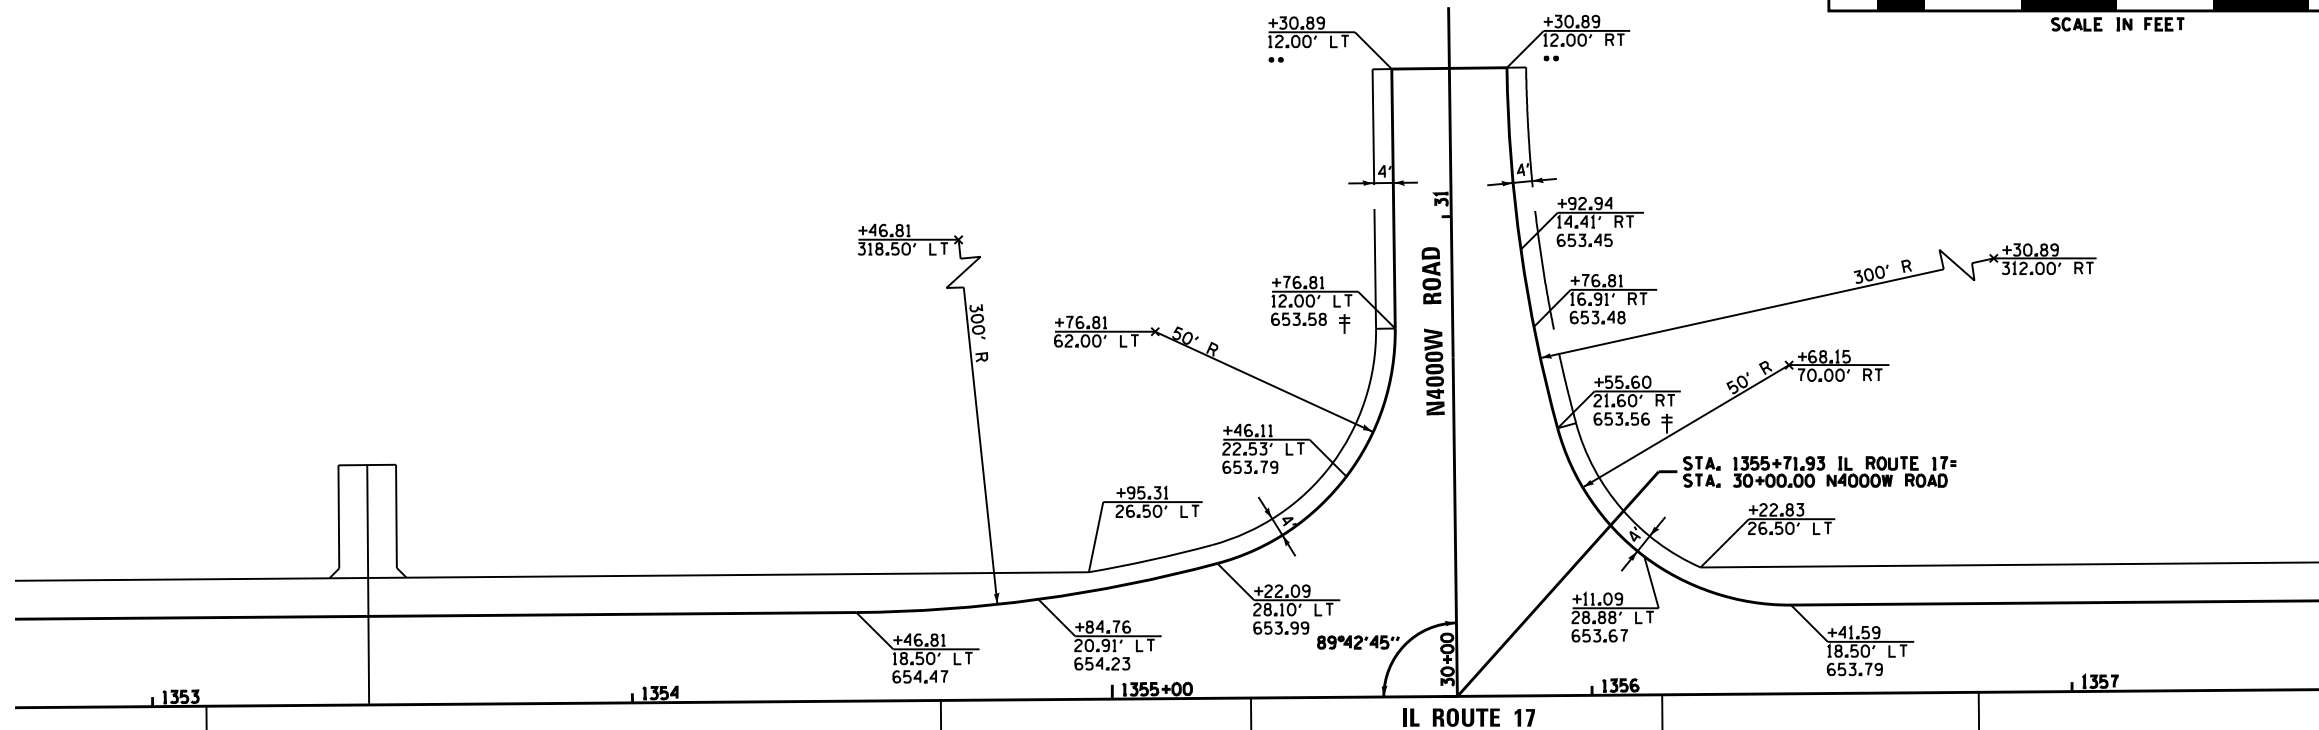 SCALE IN FEET
+30.89
12.00' LT
••
+30.89
12.00' RT
••
4'
4'
31
+92.94
14.41' RT
653.45
+46.81
318.50' LT
300' R
+30.89
312.00' RT
300' R
+76.81
12.00' LT
653.58 ‡
N4000W ROAD
+76.81
16.91' RT
653.48
+76.81
62.00' LT
50' R
+68.15
70.00' RT
50' R
+55.60
21.60' RT
653.56 ‡
+46.11
22.53' LT
653.79
STA. 1355+71.93 IL ROUTE 17=
STA. 30+00.00 N4000W ROAD
+95.31
26.50' LT
4'
+22.83
26.50' LT
4'
+22.09
28.10' LT
653.99
+11.09
28.88' LT
653.67
+84.76
20.91' LT
654.23
89°42'45''
30+00
+46.81
18.50' LT
654.47
+41.59
18.50' LT
653.79
1353
1354
1355+00
1356
1357
IL ROUTE 17